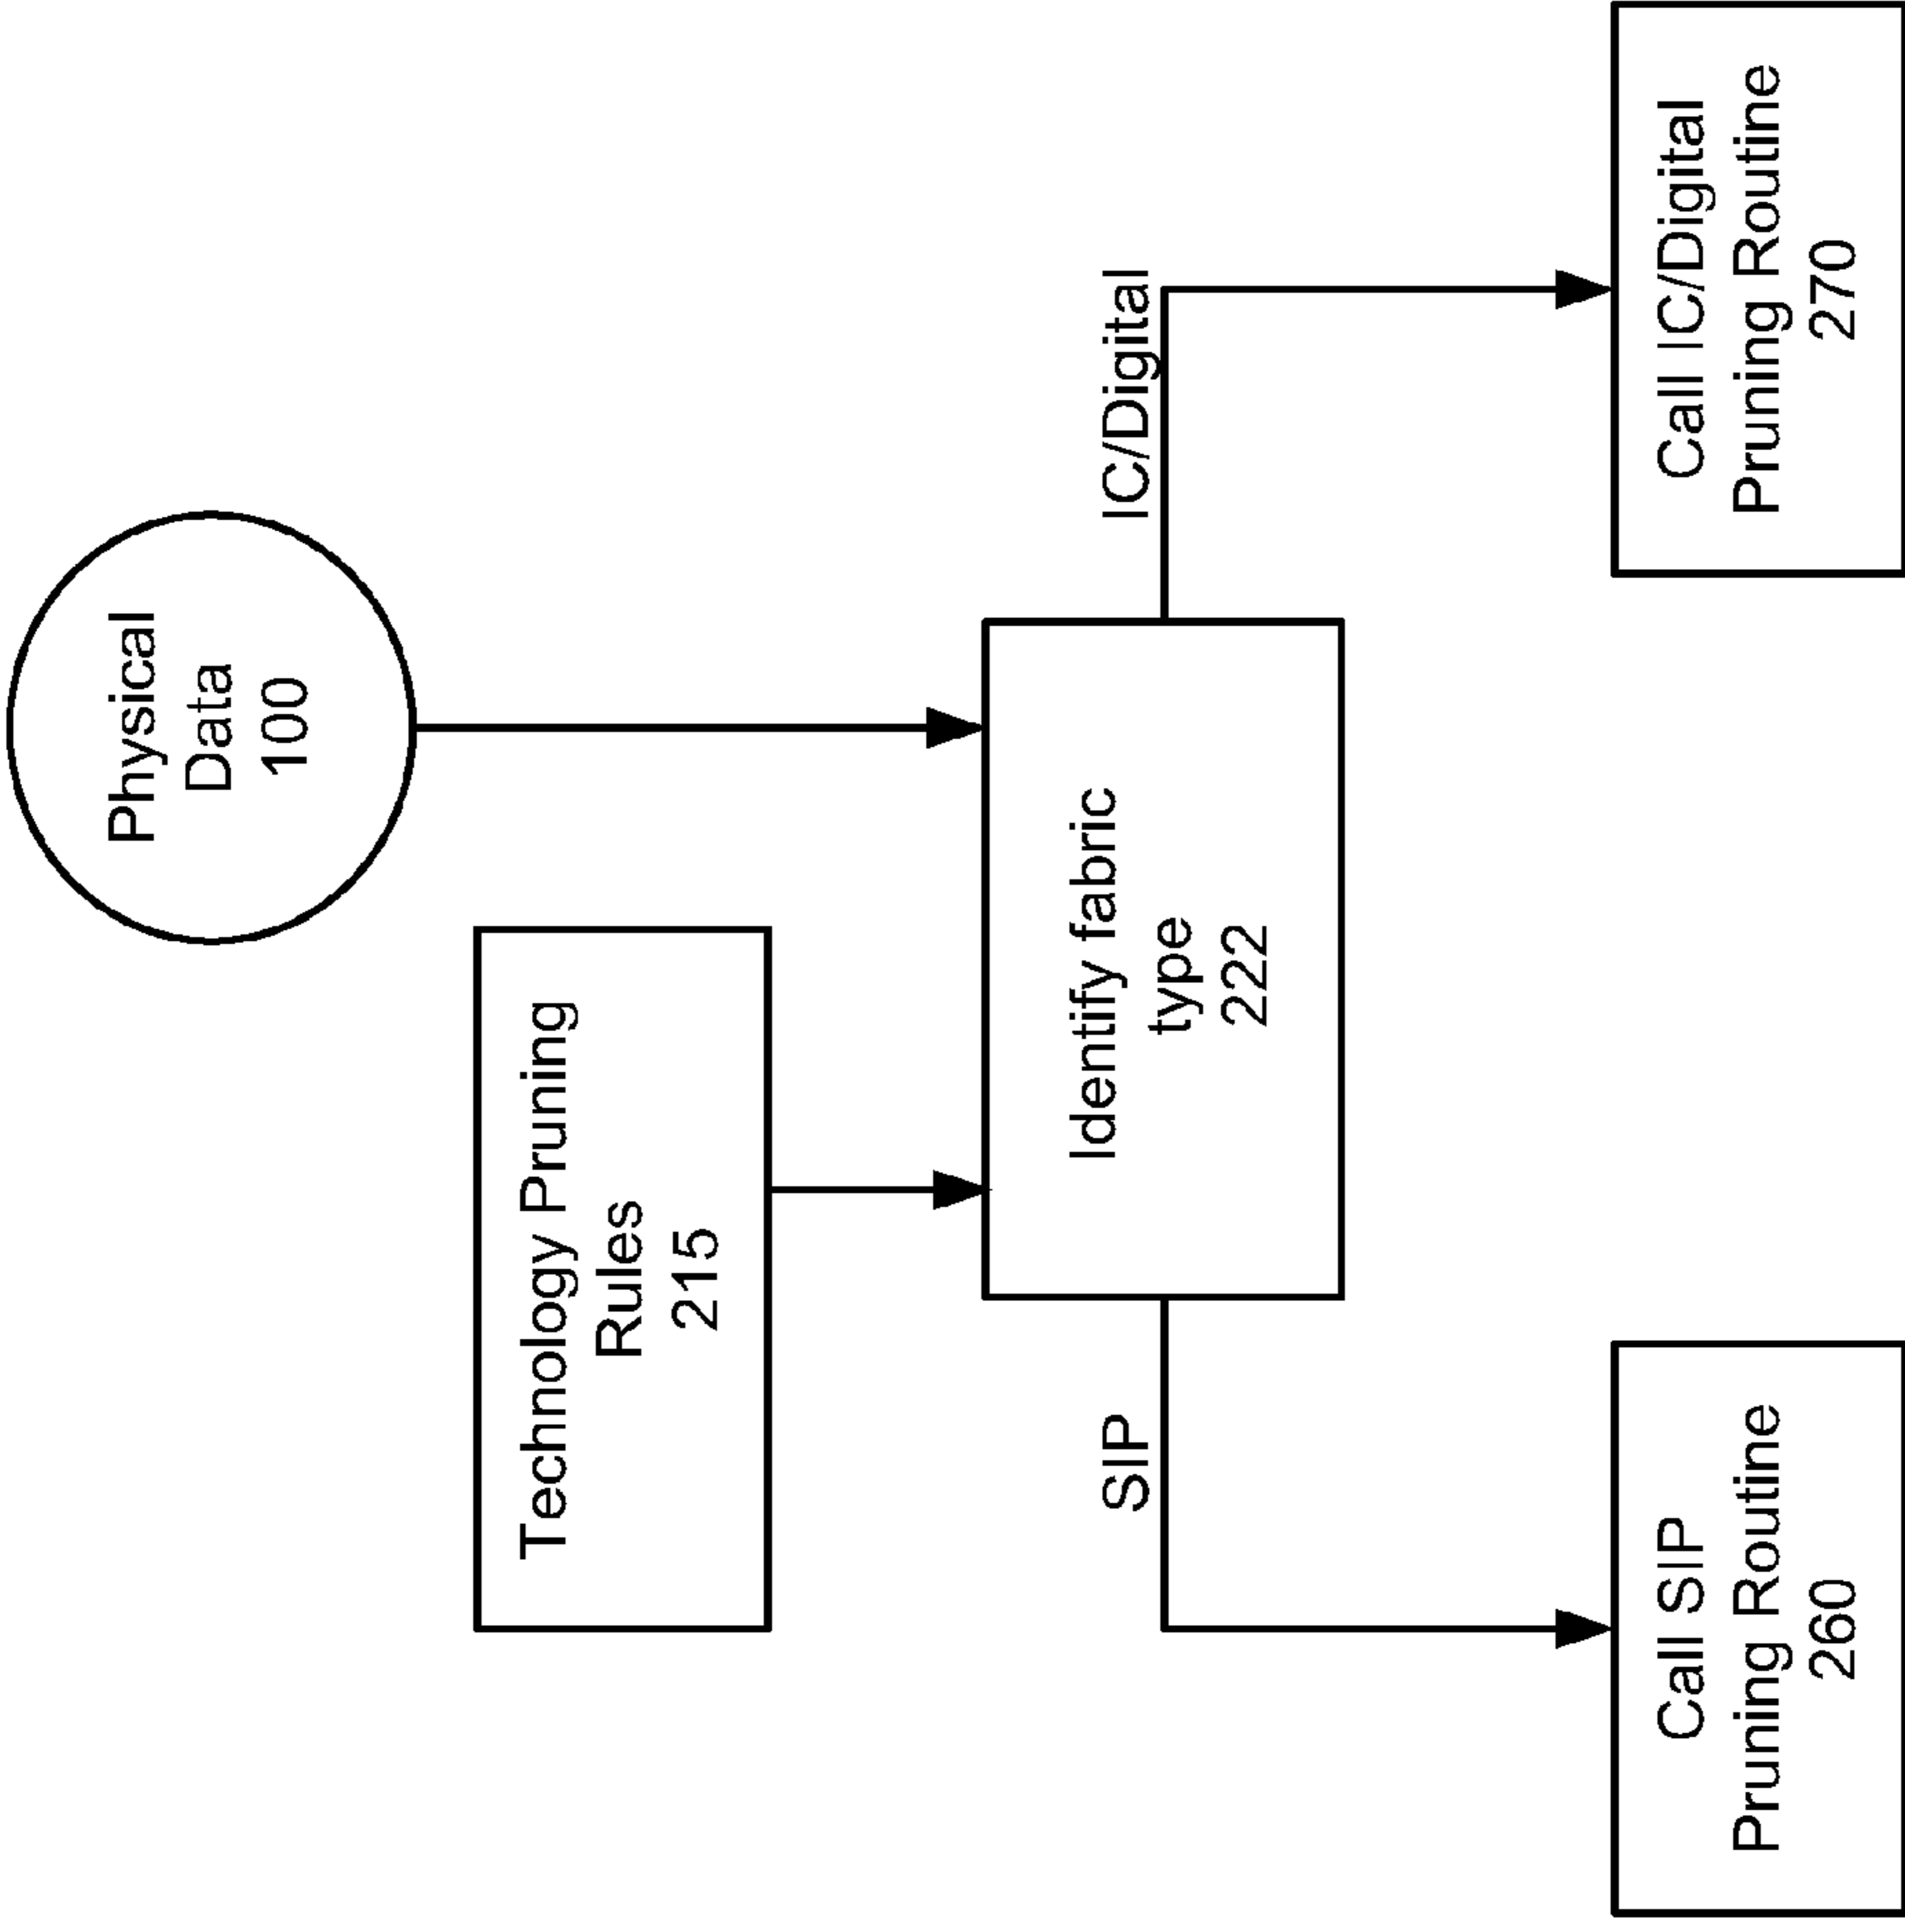 Physical
Data
100
Technology Pruning
Rules
215
Identify fabric
type
222
SIP
IC/Digital
Call SIP
Pruning Routine
260
Call IC/Digital
Pruning Routine
270